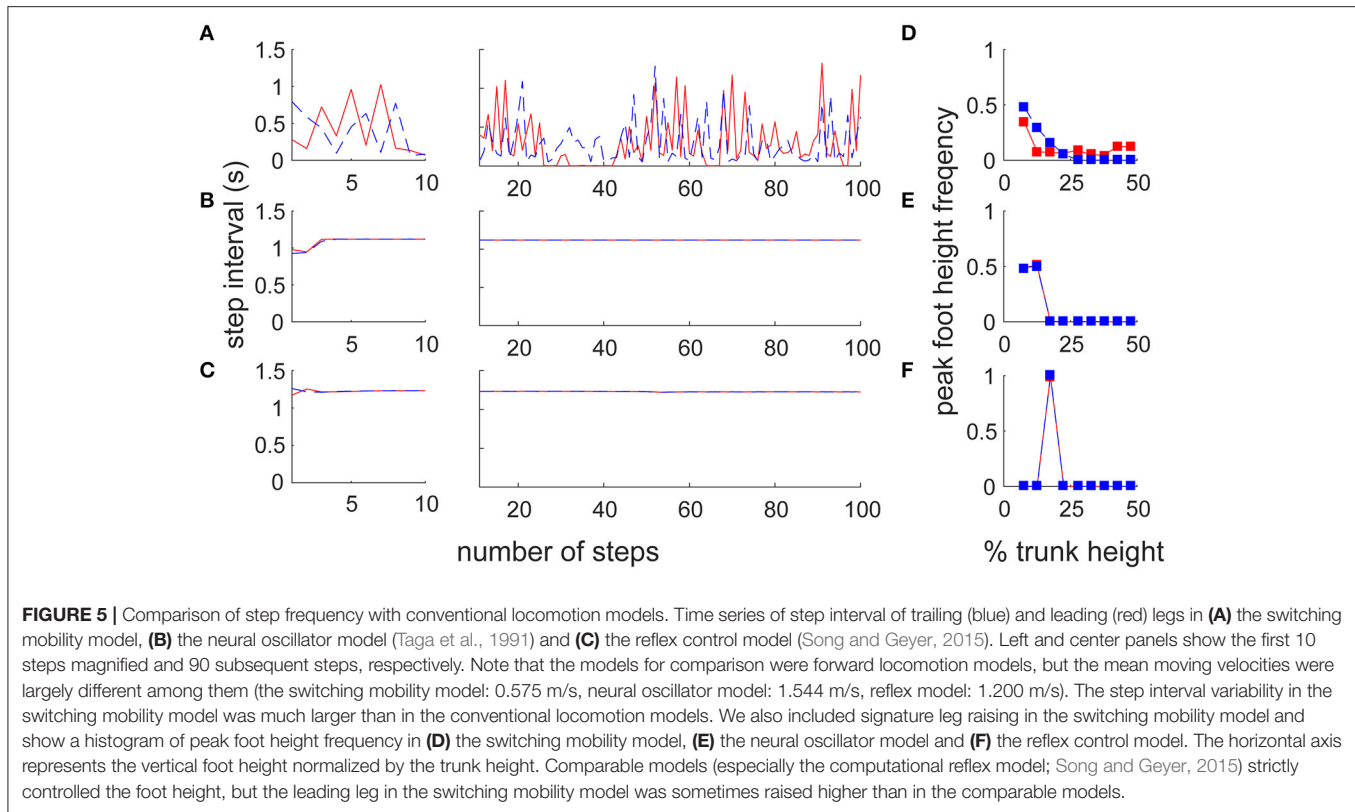 A
1.5
1
0.5
0
5
10
20
40
60
80
100
D
1
0.5
0
0
25
50
B
1.5
1
0.5
0
5
10
20
40
60
80
100
E
1
0.5
0
0
25
50
C
1.5
1
0.5
0
5
10
20
40
60
80
100
F
1
0.5
0
0
25
50
step interval (s)
peak foot height freqency
number of steps
% trunk height
FIGURE 5 | Comparison of step frequency with conventional locomotion models. Time series of step interval of trailing (blue) and leading (red) legs in (A) the switching
mobility model, (B) the neural oscillator model (Taga et al., 1991) and (C) the reflex control model (Song and Geyer, 2015). Left and center panels show the first 10
steps magnified and 90 subsequent steps, respectively. Note that the models for comparison were forward locomotion models, but the mean moving velocities were
largely different among them (the switching mobility model: 0.575 m/s, neural oscillator model: 1.544 m/s, reflex model: 1.200 m/s). The step interval variability in the
switching mobility model was much larger than in the conventional locomotion models. We also included signature leg raising in the switching mobility model and
show a histogram of peak foot height frequency in (D) the switching mobility model, (E) the neural oscillator model and (F) the reflex control model. The horizontal axis
represents the vertical foot height normalized by the trunk height. Comparable models (especially the computational reflex model; Song and Geyer, 2015) strictly
controlled the foot height, but the leading leg in the switching mobility model was sometimes raised higher than in the comparable models.